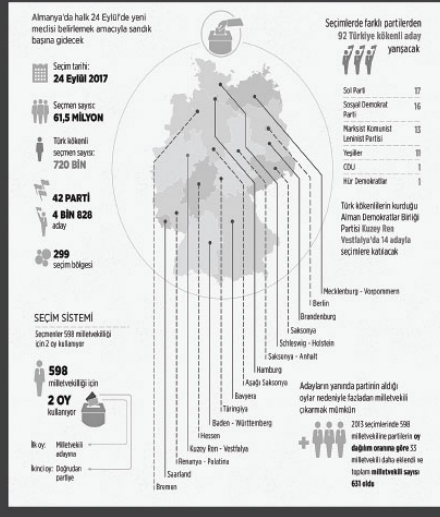 Almanya'da halk 24 Eylül'de yeni
meclisi belirlemek amacıyla sandık
başına gidecek
Seçim tarihi:
24 Eylül 2017
Seçmen sayısı:
61,5 MİLYON
Türk kökenli
seçmen sayısı:
720 BİN
42 PARTİ
4 BİN 828
aday
299
seçim bölgesi
SEÇİM SİSTEMİ
Seçmenler 598 milletvekilliği
için 2 oy kullanıyor
598
milletvekilliği için
2 OY
kullanıyor
İlk oy: Milletvekili
adayına
İkinci oy: Doğrudan
partiye
Seçimlerde farklı partilerden
92 Türkiye kökenli aday
yarışacak
Sol Parti 17
Sosyal Demokrat
Parti 16
Marksist Komunist
Leninist Partisi 13
Yeşiller 11
CDU 1
Hür Demokratlar 1
Türk kökenlilerin kurduğu
Alman Demokratlar Birliği
Partisi Kuzey Ren
Vestfalya'da 14 adayla
seçimlere katılacak
Mecklenburg - Vorpommern
Berlin
Brandenburg
Saksonya
Schleswig - Holstein
Saksonya - Anhalt
Hamburg
Aşağı Saksonya
Bavyera
Türingiya
Baden - Württemberg
Hessen
Kuzey Ren - Vestfalya
Renanya - Palatina
Saarland
Bremen
Adayların yanında partinin aldığı
oylar nedeniyle fazladan milletvekili
çıkarmak mümkün
2013 seçimlerinde 598
milletvekiline partilerin oy
dağılım oranına göre 33
milletvekili daha eklendi ve
toplam milletvekili sayısı
631 oldu